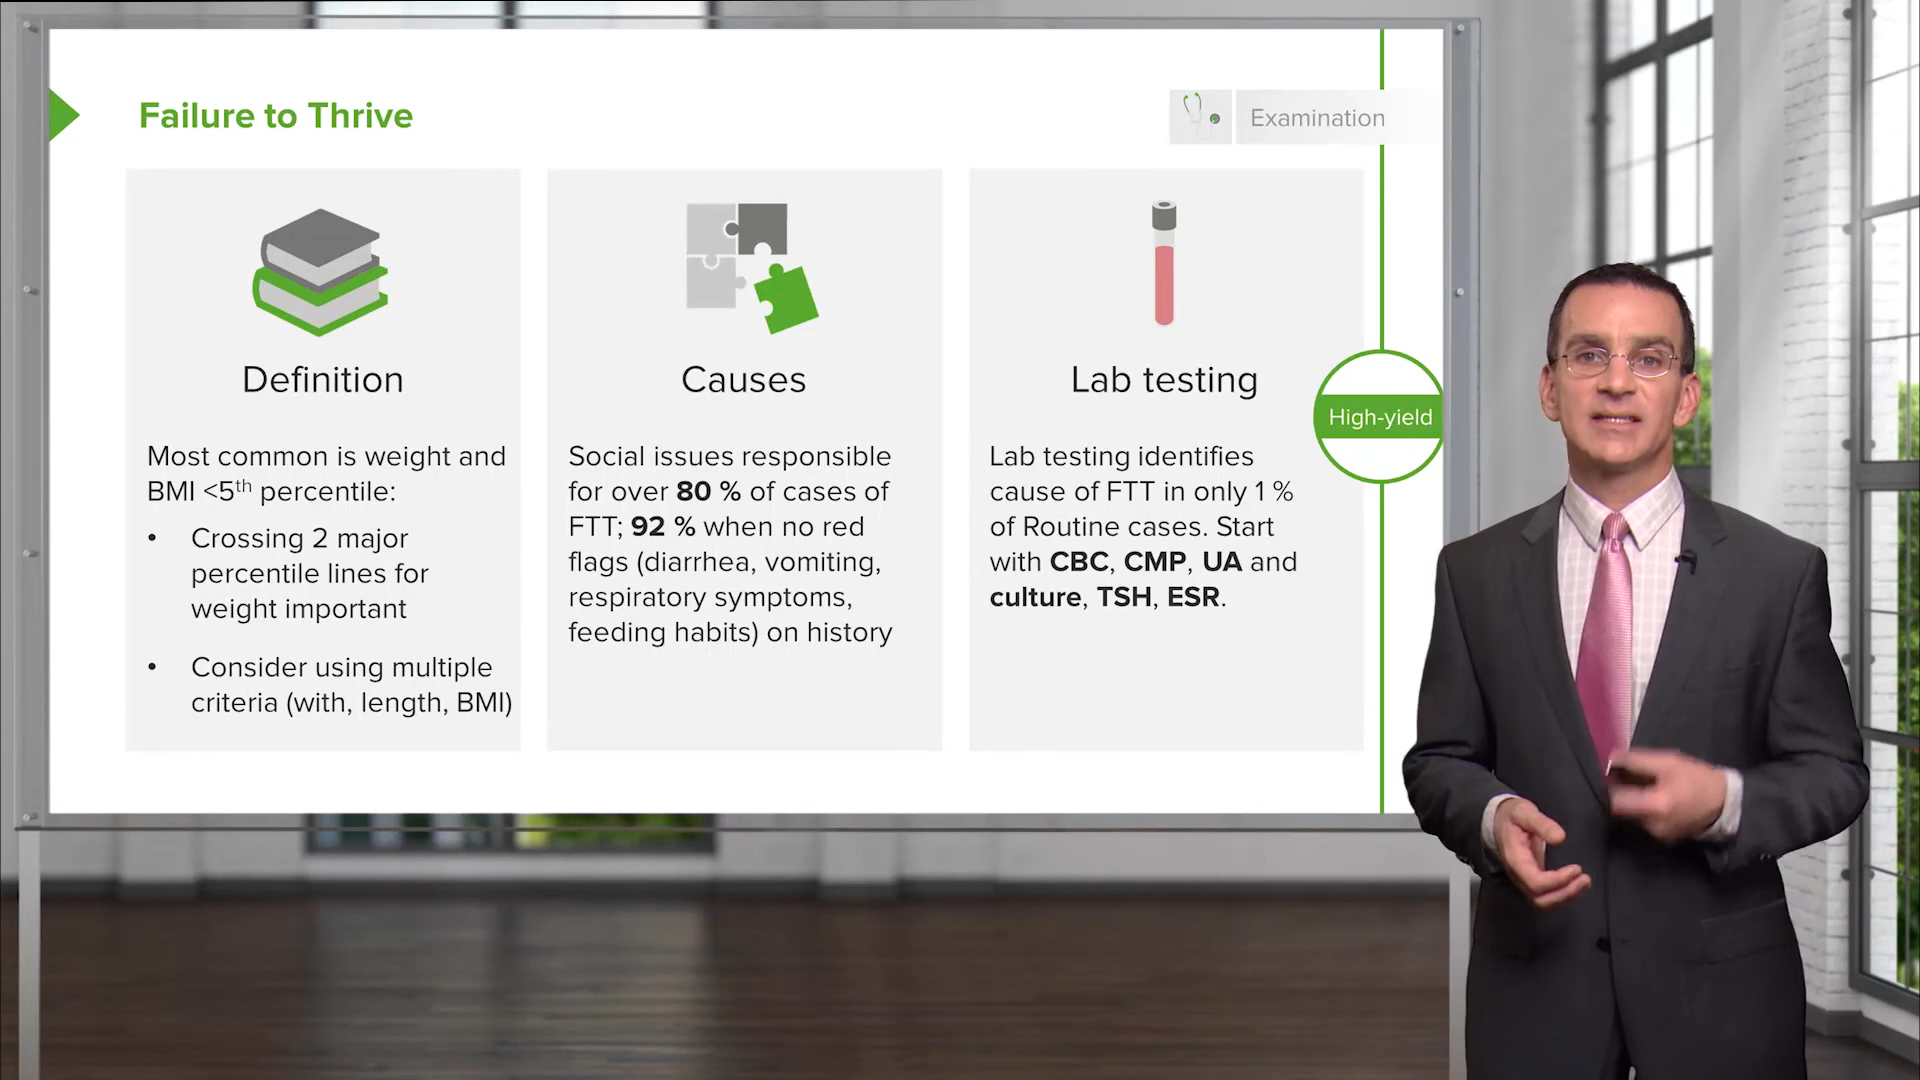 Failure to Thrive
Examination
Definition
Most common is weight and
BMI <5th percentile:
• Crossing 2 major
percentile lines for
weight important
• Consider using multiple
criteria (with, length, BMI)
Causes
Social issues responsible
for over 80 % of cases of
FTT; 92 % when no red
flags (diarrhea, vomiting,
respiratory symptoms,
feeding habits) on history
Lab testing
Lab testing identifies
cause of FTT in only 1 %
of Routine cases. Start
with CBC, CMP, UA and
culture, TSH, ESR.
High-yield